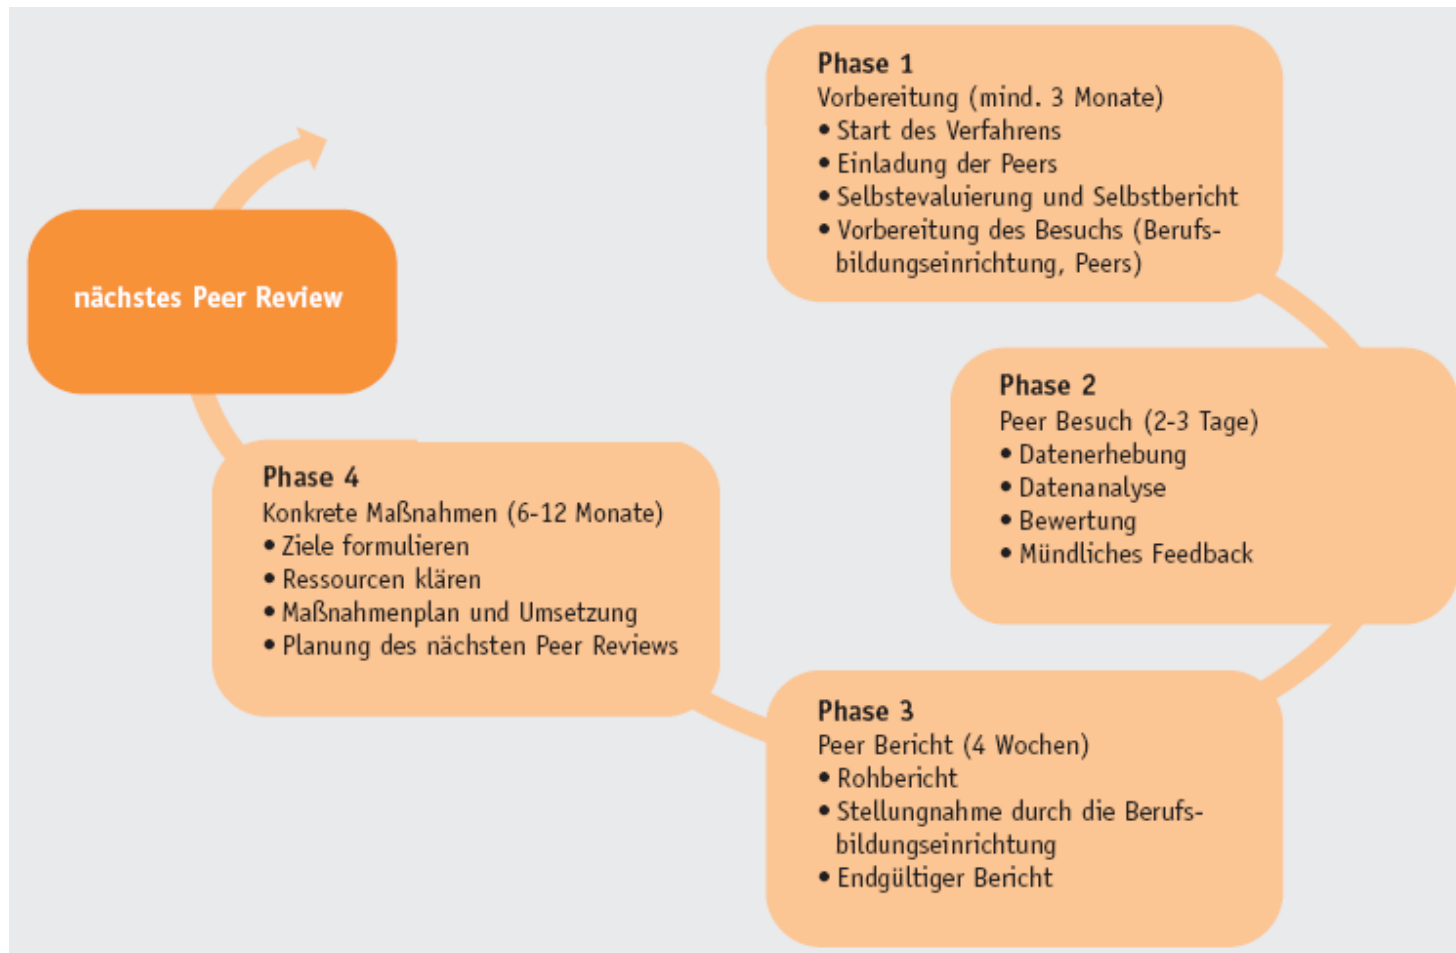 Phase 1
Vorbereitung (mind. 3 Monate)
• Start des Verfahrens
• Einladung der Peers
• Selbstevaluierung und Selbstbericht
• Vorbereitung des Besuchs (Berufs-
bildungseinrichtung, Peers)
Phase 2
Peer Besuch (2-3 Tage)
• Datenerhebung
• Datenanalyse
• Bewertung
• Mündliches Feedback
Phase 3
Peer Bericht (4 Wochen)
• Rohbericht
• Stellungnahme durch die Berufs-
bildungseinrichtung
• Endgültiger Bericht
Phase 4
Konkrete Maßnahmen (6-12 Monate)
• Ziele formulieren
• Ressourcen klären
• Maßnahmenplan und Umsetzung
• Planung des nächsten Peer Reviews
nächstes Peer Review